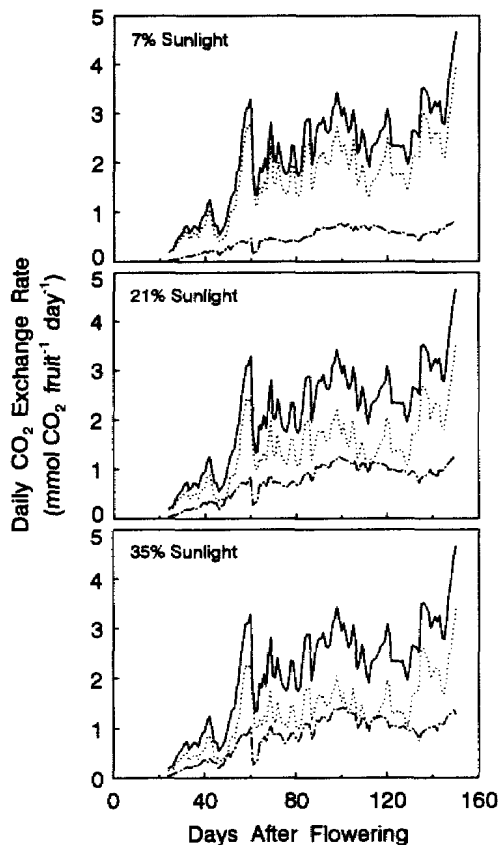 Daily CO₂ Exchange Rate
(mmol CO₂ fruit⁻¹ day⁻¹)
7% Sunlight
5
4
3
2
1
0
21% Sunlight
5
4
3
2
1
0
35% Sunlight
5
4
3
2
1
0
0 40 80 120 160
Days After Flowering